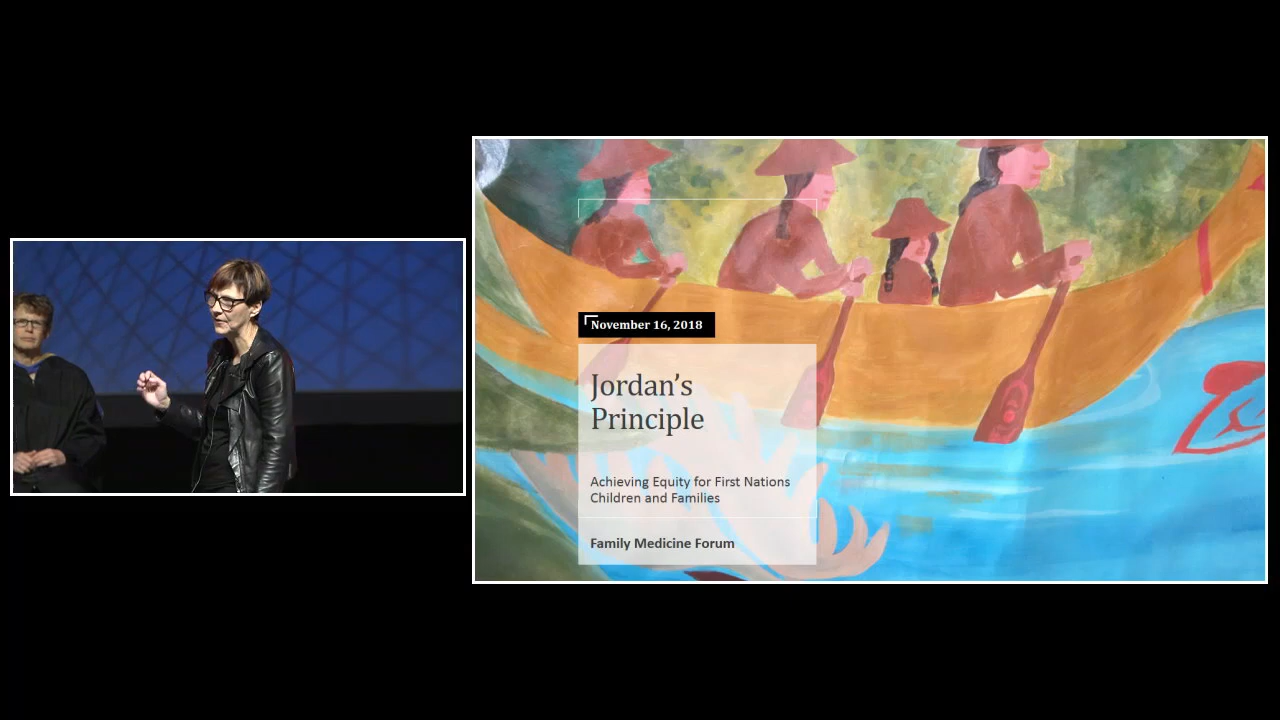 November 16, 2018
Jordan's
Principle
Achieving Equity for First Nations
Children and Families
Family Medicine Forum